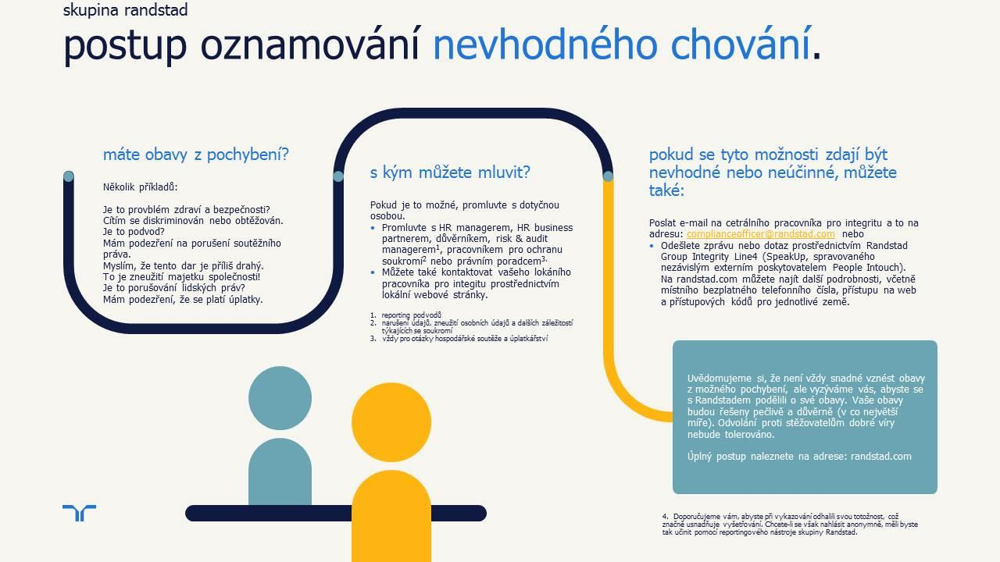 skupina randstad
postup oznamování nevhodného chování.
máte obavy z pochybení?
Několik příkladů:
Je to provblém zdraví a bezpečnosti?
Cítím se diskriminován nebo obtěžován.
Je to podvod?
Mám podezření na porušení soutěžního
práva.
Myslím, že tento dar je příliš drahý.
To je zneužití majetku společnosti!
Je to porušování lidských práv?
Mám podezření, že se platí úplatky.
s kým můžete mluvit?
Pokud je to možné, promluvte s dotyčnou
osobou.
• Promluvte s HR managerem, HR business
partnerem, důvěrníkem, risk & audit
managerem¹, pracovníkem pro ochranu
soukromí² nebo právním poradcem³·
• Můžete také kontaktovat vašeho lokáního
pracovníka pro integitu prostřednictvím
lokální webové stránky.
1. reporting podvodů
2. narušení údajů, zneužití osobních údajů a dalších záležitostí
týkajících se soukromí
3. vždy pro otázky hospodářské soutěže a úplatkářství
pokud se tyto možnosti zdají být
nevhodné nebo neúčinné, můžete
také:
Poslat e-mail na cetrálního pracovníka pro integritu a to na
adresu: complianceofficer@randstad.com nebo
• Odešlete zprávu nebo dotaz prostřednictvím Randstad
Group Integrity Line4 (SpeakUp, spravovaného
nezávislým externím poskytovatelem People Intouch).
Na randstad.com můžete najít další podrobnosti, včetně
místního bezplatného telefonního čísla, přístupu na web
a přístupových kódů pro jednotlivé země.
Uvědomujeme si, že není vždy snadné vznést obavy
z možného pochybení, ale vyzýváme vás, abyste se
s Randstadem podělili o své obavy. Vaše obavy
budou řešeny pečlivě a důvěrně (v co největší
míře). Odvolání proti stěžovatelům dobré víry
nebude tolerováno.
Úplný postup naleznete na adrese: randstad.com
4. Doporučujeme vám, abyste při vykazování odhalili svou totožnost, což
značně usnadňuje vyšetřování. Chcete-li se však nahlásit anonymně, měli byste
tak učinit pomocí reportingového nástroje skupiny Randstad.